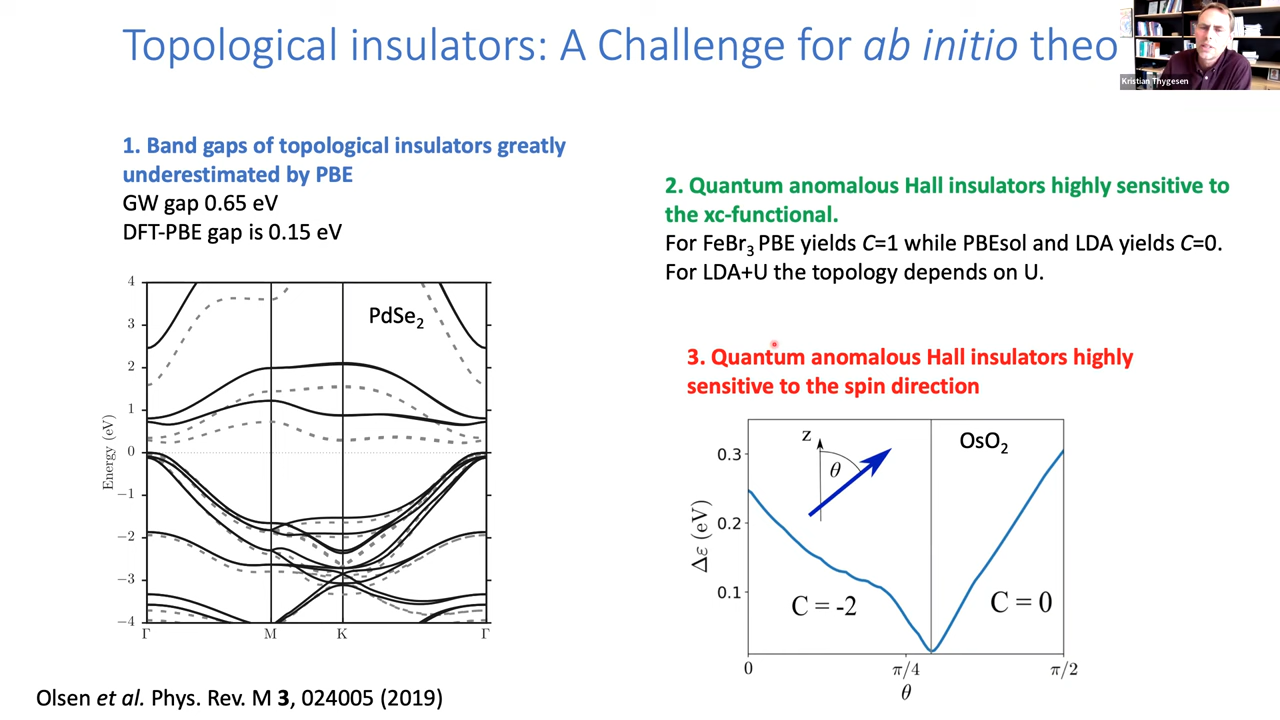 Topological insulators: A Challenge for ab initio theo
Kristian Thygesen
1. Band gaps of topological insulators greatly
underestimated by PBE
GW gap 0.65 eV
DFT-PBE gap is 0.15 eV
2. Quantum anomalous Hall insulators highly sensitive to
the xc-functional.
For FeBr₃ PBE yields C=1 while PBEsol and LDA yields C=0.
For LDA+U the topology depends on U.
PdSe₂
4
3
2
1
0
−1
−2
−3
−4
Energy (eV)
Γ M K Γ
3. Quantum anomalous Hall insulators highly
sensitive to the spin direction
z
θ
OsO₂
0.3
0.2
0.1
Δε (eV)
C = -2
C = 0
0 π/4 π/2
θ
Olsen et al. Phys. Rev. M 3, 024005 (2019)